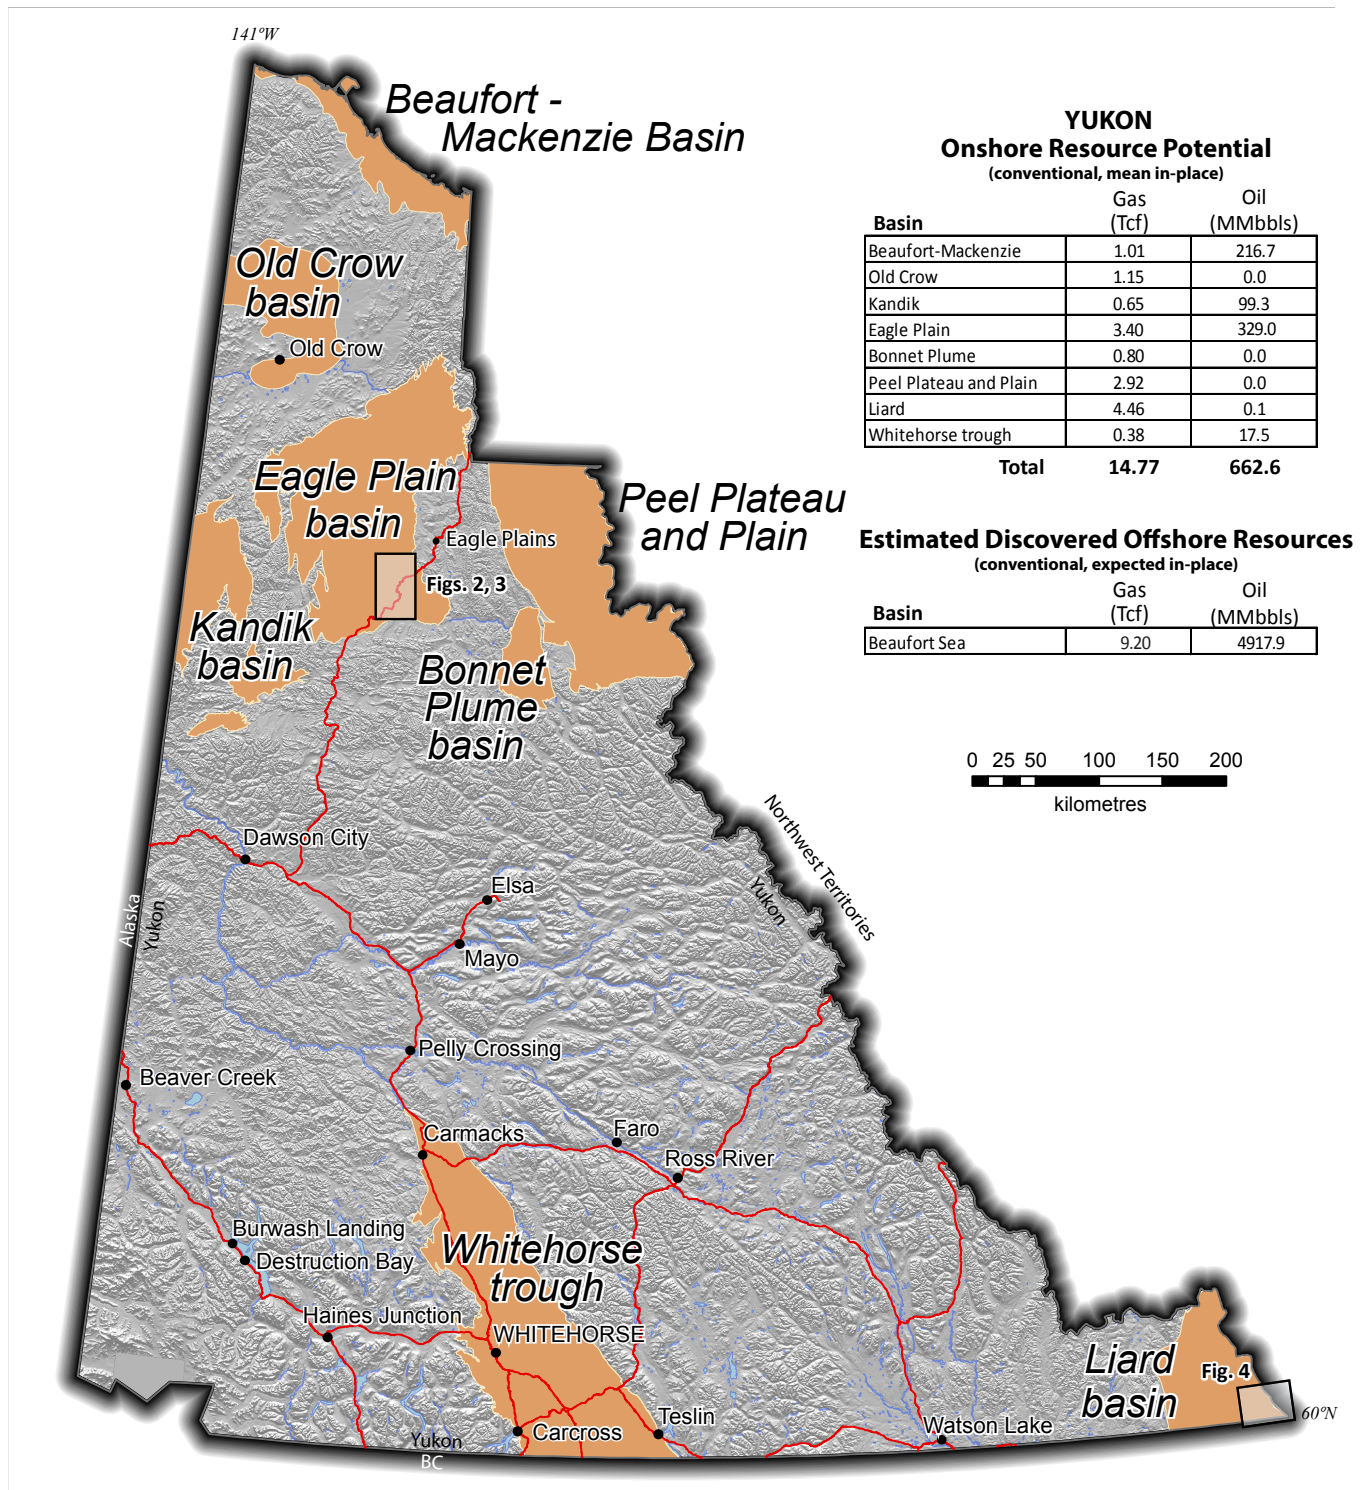 141°W
Beaufort -
Mackenzie Basin
YUKON
Onshore Resource Potential
(conventional, mean in-place)
Gas Oil
Basin (Tcf) (MMbbls)
Beaufort-Mackenzie 1.01 216.7
Old Crow 1.15 0.0
Kandik 0.65 99.3
Eagle Plain 3.40 329.0
Bonnet Plume 0.80 0.0
Peel Plateau and Plain 2.92 0.0
Liard 4.46 0.1
Whitehorse trough 0.38 17.5
Total 14.77 662.6
Estimated Discovered Offshore Resources
(conventional, expected in-place)
Gas Oil
Basin (Tcf) (MMbbls)
Beaufort Sea 9.20 4917.9
0 25 50 100 150 200
kilometres
Old Crow
basin
Old Crow
Eagle Plain
basin
Eagle Plains
Figs. 2, 3
Peel Plateau
and Plain
Kandik
basin
Bonnet
Plume
basin
Northwest Territories
Yukon
Dawson City
Elsa
Mayo
Alaska
Yukon
Pelly Crossing
Beaver Creek
Carmacks
Faro
Ross River
Burwash Landing
Destruction Bay
Whitehorse
trough
Haines Junction
WHITEHORSE
Liard
basin
Fig. 4
60°N
Teslin
Carcross
Watson Lake
Yukon
BC